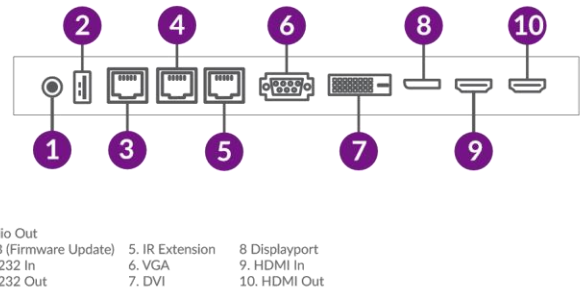 2
4
6
8
10
1
3
5
7
9
io Out
(Firmware Update) 5. IR Extension 8 Displayport
232 In 6. VGA 9. HDMI In
232 Out 7. DVI 10. HDMI Out